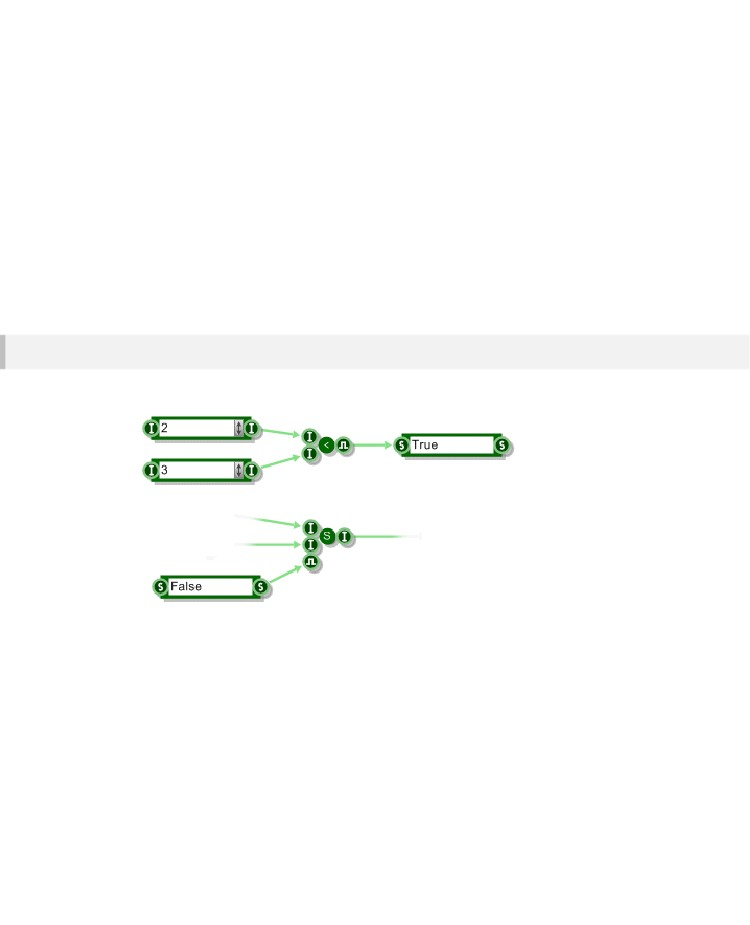 I 2 I
I < True S
I 3 I
I
I S I
S False S